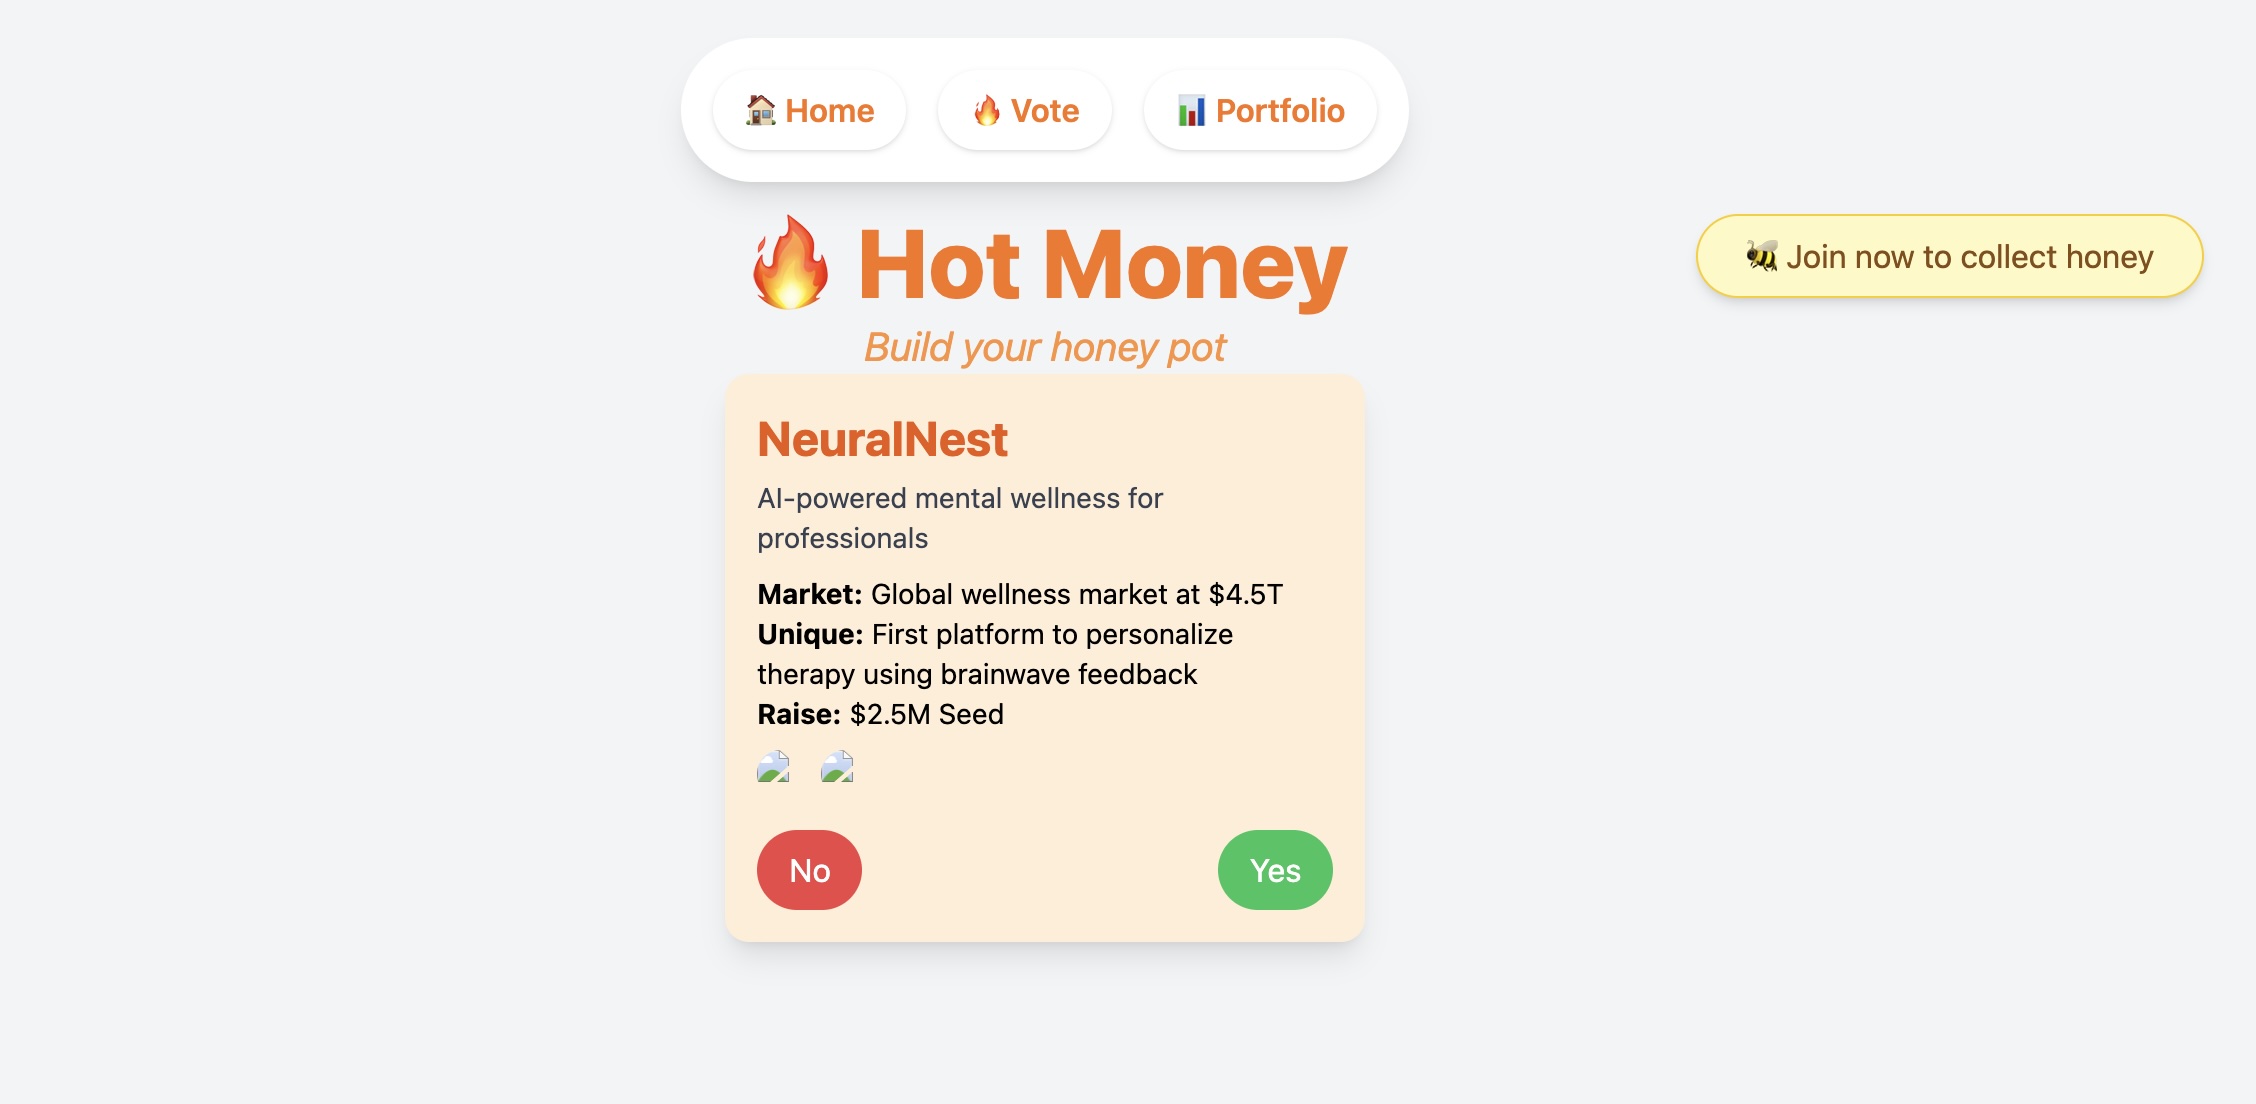 Home
Vote
Portfolio
Hot Money
Join now to collect honey
Build your honey pot
NeuralNest
AI-powered mental wellness for
professionals
Market: Global wellness market at $4.5T
Unique: First platform to personalize
therapy using brainwave feedback
Raise: $2.5M Seed
No
Yes